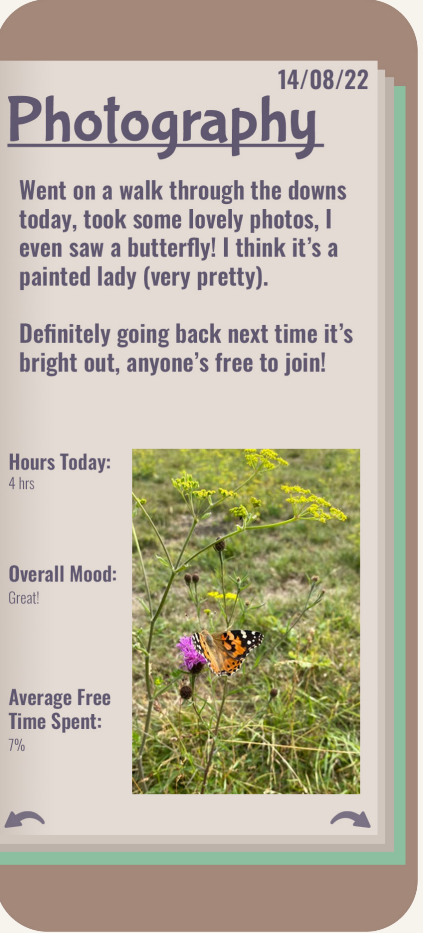 14/08/22
Photography
Went on a walk through the downs
today, took some lovely photos, I
even saw a butterfly! I think it’s a
painted lady (very pretty).
Definitely going back next time it’s
bright out, anyone’s free to join!
Hours Today:
4 hrs
Overall Mood:
Great!
Average Free
Time Spent:
7%